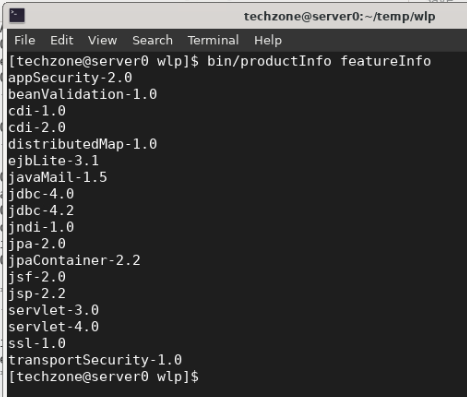 techzone@server0:~/temp/wlp
File Edit View Search Terminal Help
[techzone@server0 wlp]$ bin/productInfo featureInfo
appSecurity-2.0
beanValidation-1.0
cdi-1.0
cdi-2.0
distributedMap-1.0
ejbLite-3.1
javaMail-1.5
jdbc-4.0
jdbc-4.2
jndi-1.0
jpa-2.0
jpaContainer-2.2
jsf-2.0
jsp-2.2
servlet-3.0
servlet-4.0
ssl-1.0
transportSecurity-1.0
[techzone@server0 wlp]$